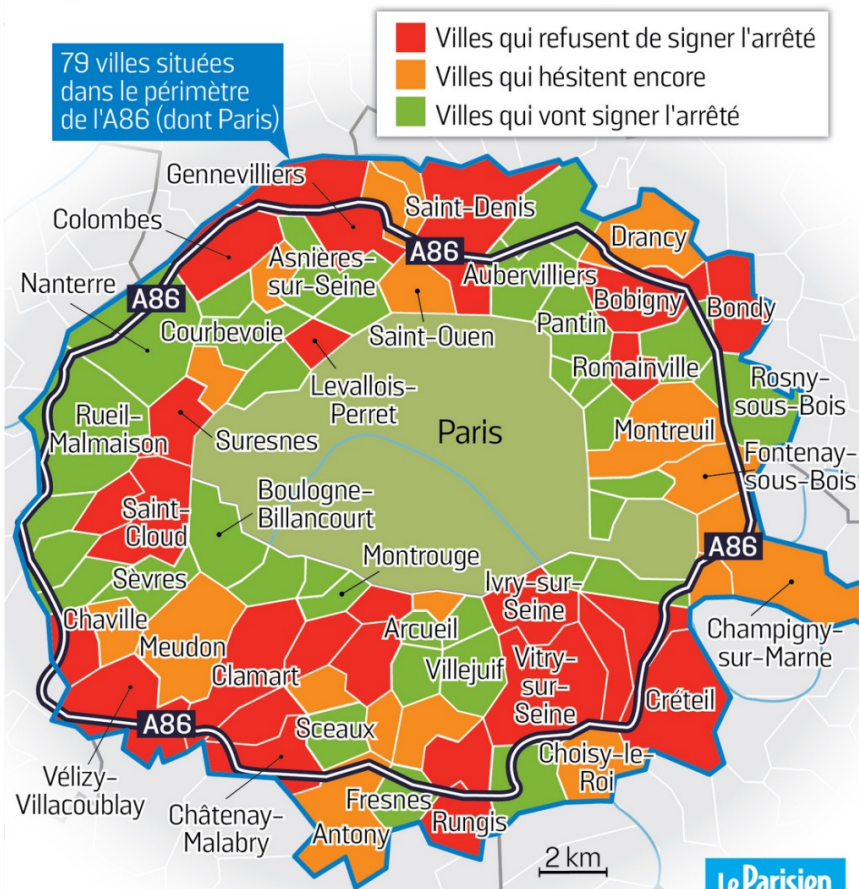 Villes qui refusent de signer l'arrêté
Villes qui hésitent encore
Villes qui vont signer l'arrêté
79 villes situées
dans le périmètre
de l'A86 (dont Paris)
Gennevilliers
Saint-Denis
Colombes
Drancy
A86
Asnières-
sur-Seine
Aubervilliers
Nanterre
A86
Bobigny
Bondy
Courbevoie
Saint-Ouen
Pantin
Levallois-
Perret
Romainville
Rosny-
sous-Bois
Rueil-
Malmaison
Suresnes
Paris
Montreuil
Fontenay-
sous-Bois
Boulogne-
Billancourt
Saint-
Cloud
A86
Montrouge
Sèvres
Ivry-sur-
Seine
Chaville
Arcueil
Champigny-
sur-Marne
Meudon
Clamart
Villejuif
Vitry-
sur-
Seine
Créteil
A86
Sceaux
Choisy-le-
Roi
Vélizy-
Villacoublay
Châtenay-
Malabry
Fresnes
Antony
Rungis
2 km
Le Parisien